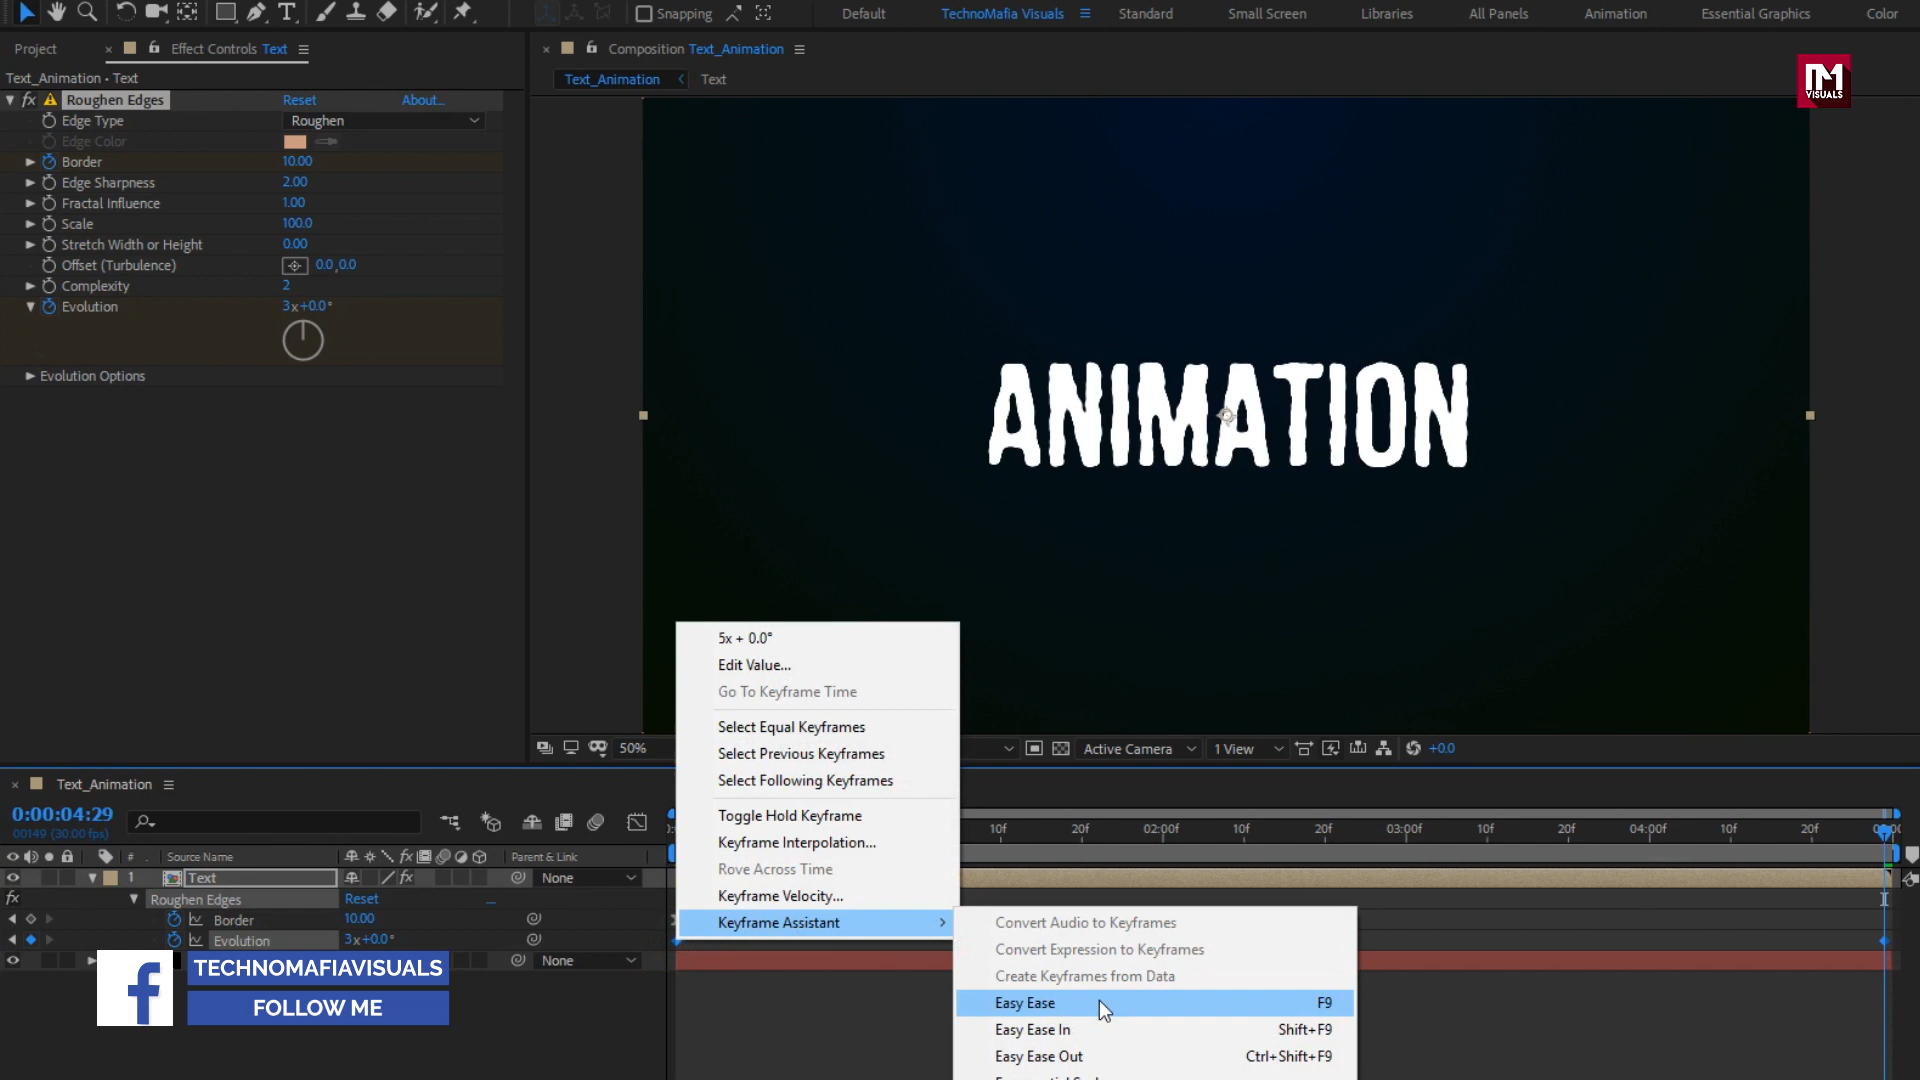 Snapping
Default
TechnoMafia Visuals
Standard
Small Screen
Libraries
All Panels
Animation
Essential Graphics
Color
Project
Effect Controls Text
Composition Text_Animation
Text_Animation
Text
M
VISUALS
Text_Animation • Text
fx Roughen Edges Reset About...
Edge Type Roughen
Edge Color
Border 10.00
Edge Sharpness 2.00
Fractal Influence 1.00
Scale 100.0
Stretch Width or Height 0.00
Offset (Turbulence) 0.0,0.0
Complexity 2
Evolution 3x+0.0°
Evolution Options
ANIMATION
50%
Active Camera
1 View
+0.0
5x + 0.0°
Edit Value...
Go To Keyframe Time
Select Equal Keyframes
Select Previous Keyframes
Select Following Keyframes
Toggle Hold Keyframe
Keyframe Interpolation...
Rove Across Time
Keyframe Velocity...
Keyframe Assistant
Convert Audio to Keyframes
Convert Expression to Keyframes
Create Keyframes from Data
Easy Ease F9
Easy Ease In Shift+F9
Easy Ease Out Ctrl+Shift+F9
Text_Animation
0:00:04:29
00149 (30.00 fps)
10f 20f 02:00f 10f 20f 03:00f 10f 20f 04:00f 10f 20f
# Source Name fx Parent & Link
1 Text fx None
fx Roughen Edges Reset
Border 10.00
Evolution 3x+0.0°
None
f
TECHNOMAFIAVISUALS
FOLLOW ME